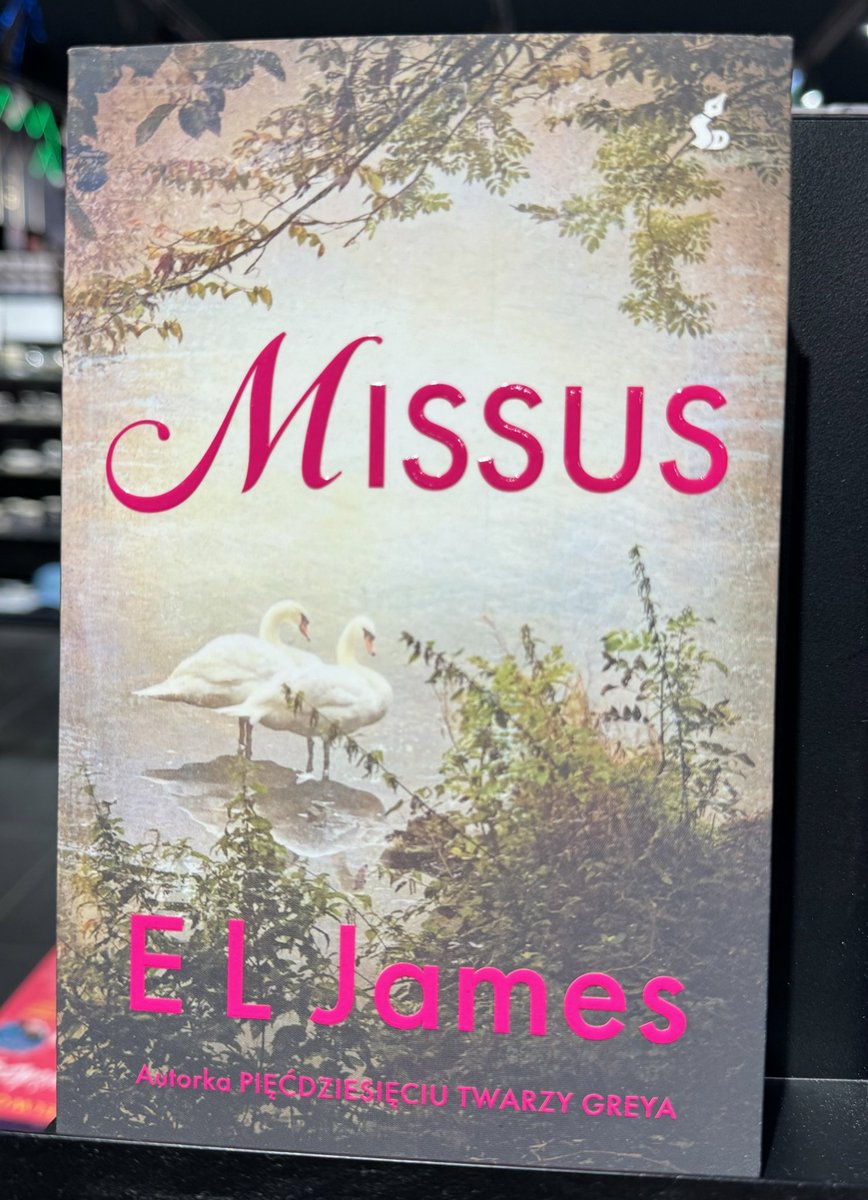 Missus
E L James
Autorka PIĘĆDZIESIĘCIU TWARZY GREYA